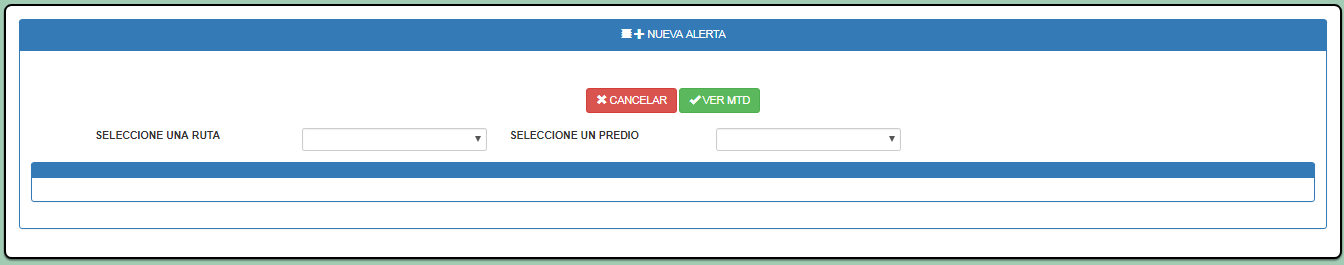 NUEVA ALERTA
CANCELAR VER MTD
SELECCIONE UNA RUTA SELECCIONE UN PREDIO